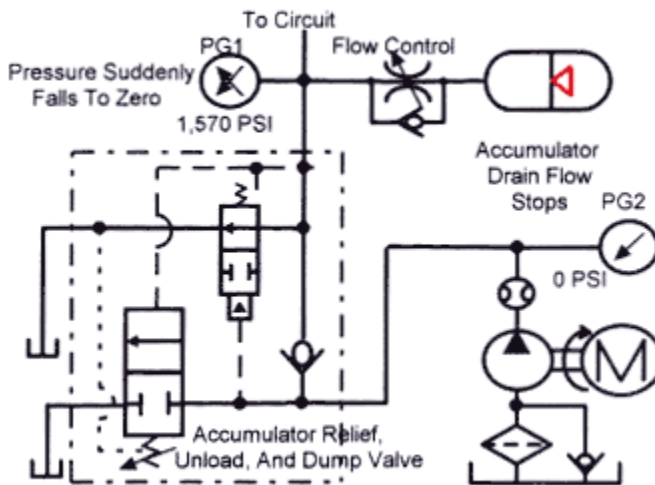 To Circuit
PG1
Flow Control
Pressure Suddenly
Falls To Zero
1,570 PSI
Accumulator
Drain Flow
Stops
PG2
0 PSI
M
Accumulator Relief,
Unload, And Dump Valve